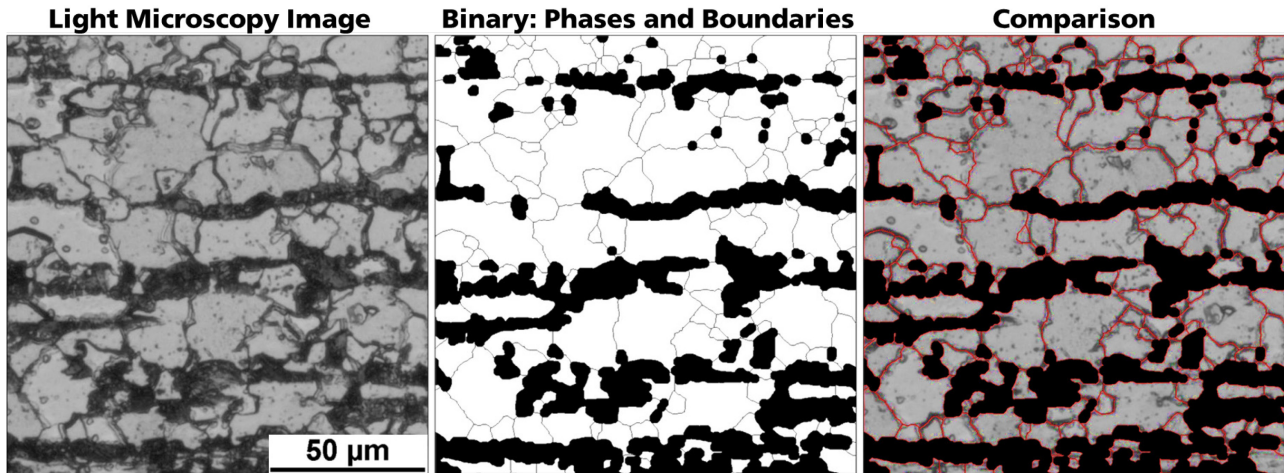 Light Microscopy Image
Binary: Phases and Boundaries
Comparison
50 µm